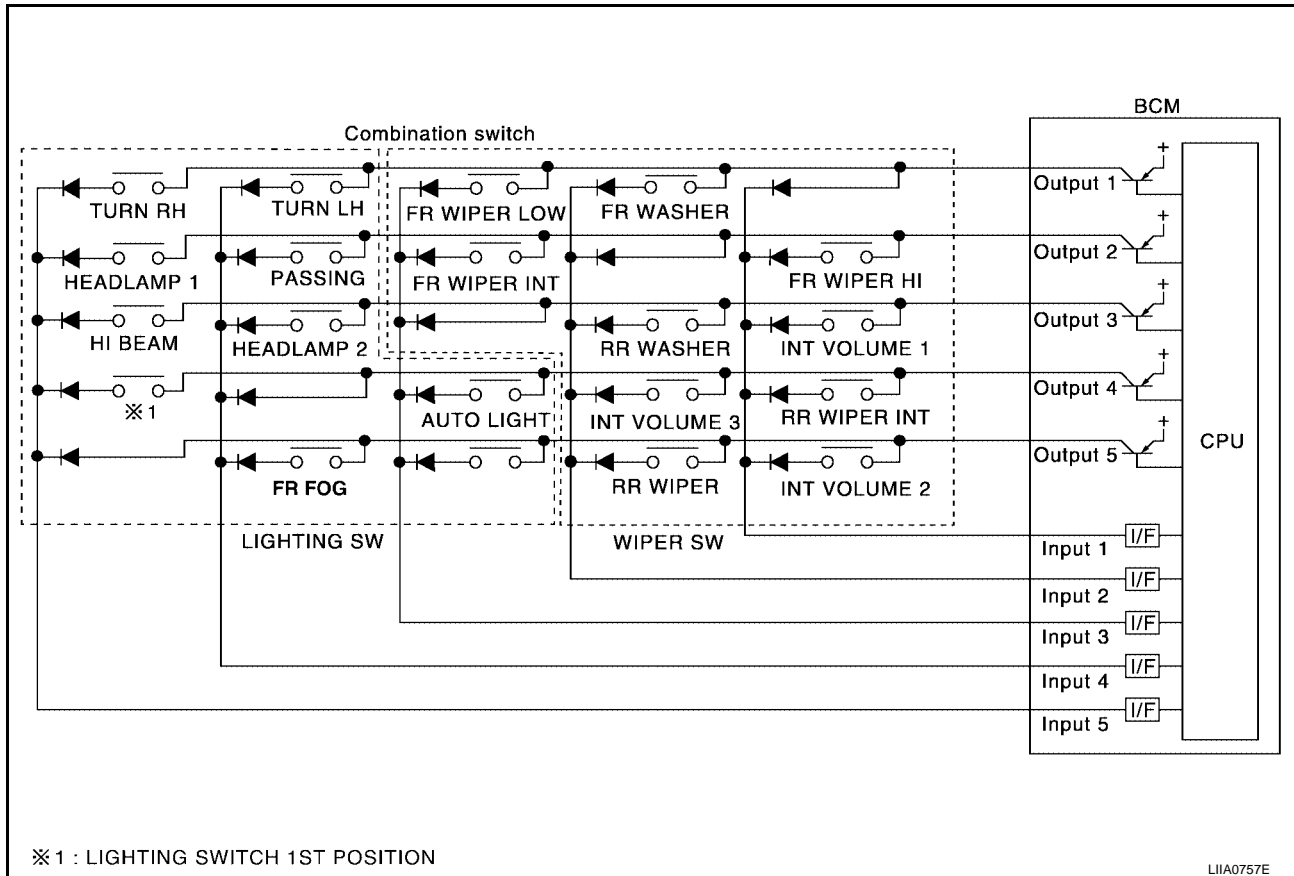 BCM
Combination switch
Output 1
TURN RH
TURN LH
FR WIPER LOW
FR WASHER
Output 2
HEADLAMP 1
PASSING
FR WIPER INT
FR WIPER HI
Output 3
HI BEAM
HEADLAMP 2
RR WASHER
INT VOLUME 1
Output 4
※1
AUTO LIGHT
INT VOLUME 3
RR WIPER INT
CPU
Output 5
FR FOG
RR WIPER
INT VOLUME 2
LIGHTING SW
WIPER SW
Input 1
I/F
Input 2
I/F
Input 3
I/F
Input 4
I/F
Input 5
I/F
+
+
+
+
+
※1 : LIGHTING SWITCH 1ST POSITION
LIIA0757E